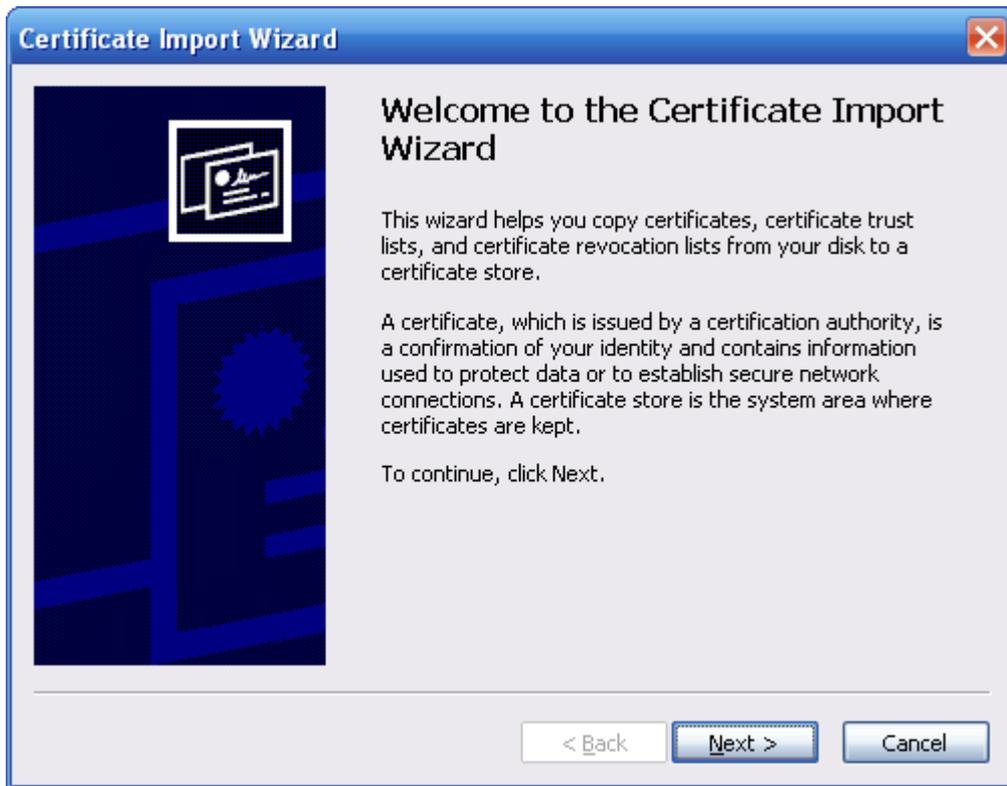 Certificate Import Wizard
Welcome to the Certificate Import
Wizard
This wizard helps you copy certificates, certificate trust
lists, and certificate revocation lists from your disk to a
certificate store.
A certificate, which is issued by a certification authority, is
a confirmation of your identity and contains information
used to protect data or to establish secure network
connections. A certificate store is the system area where
certificates are kept.
To continue, click Next.
< Back
Next >
Cancel